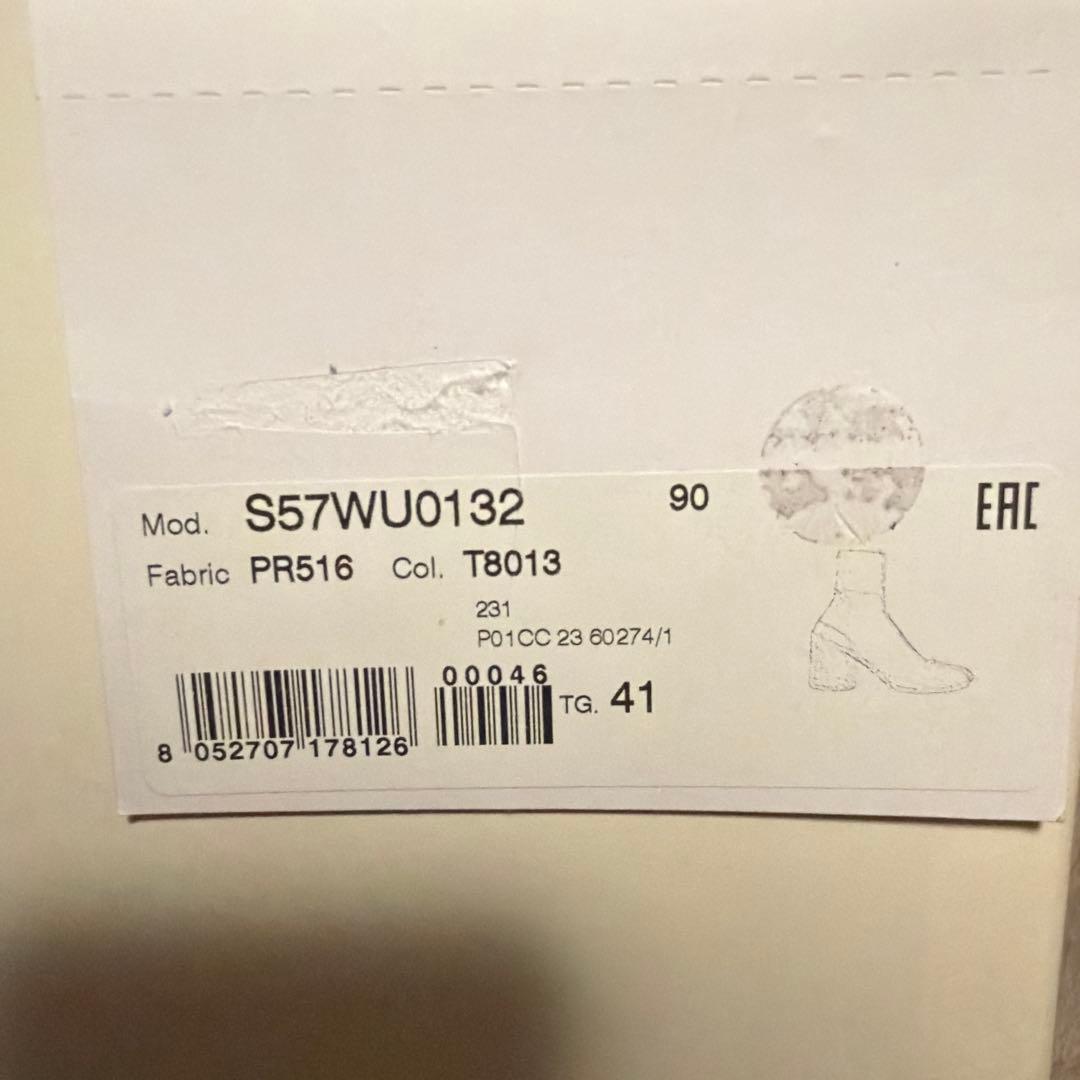 Mod. S57WU0132 90 EAC
Fabric PR516 Col. T8013
231
P01CC 23 60274/1
00046
TG. 41
8 052707 178126